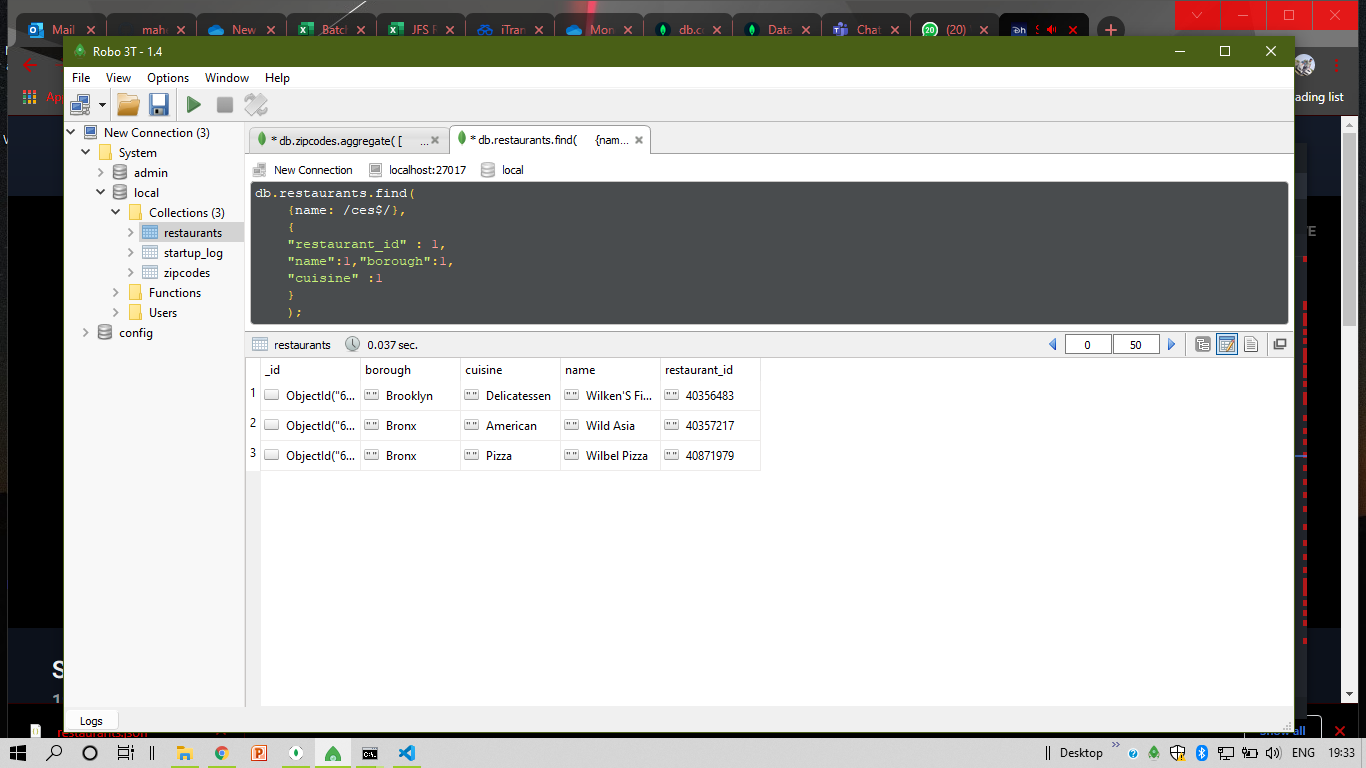 Mail
mah
New
Batcl
JFS F
iTran
Mon
db.c
Data
Chat
20 (20)
Robo 3T - 1.4
File View Options Window Help
ading list
New Connection (3)
System
admin
local
Collections (3)
restaurants
startup_log
zipcodes
Functions
Users
config
* db.zipcodes.aggregate( [ ...
* db.restaurants.find( {nam...
New Connection localhost:27017 local
db.restaurants.find(
{name: /ces$/},
{
"restaurant_id" : 1,
"name":1,"borough":1,
"cuisine" :1
}
);
restaurants 0.037 sec.
0 50
_id borough cuisine name restaurant_id
1 ObjectId("6... "" Brooklyn "" Delicatessen "" Wilken'S Fi... "" 40356483
2 ObjectId("6... "" Bronx "" American "" Wild Asia "" 40357217
3 ObjectId("6... "" Bronx "" Pizza "" Wilbel Pizza "" 40871979
Logs
restaurants.json
Show all
Desktop
ENG
19:33